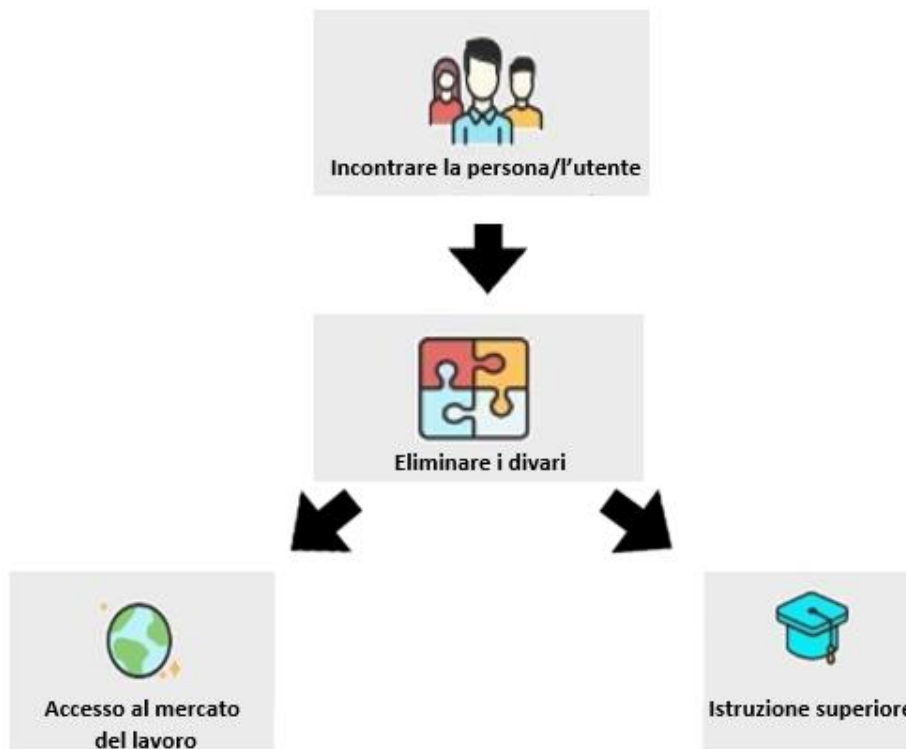 Incontrare la persona/l’utente
Eliminare i divari
Accesso al mercato
del lavoro
Istruzione superiore